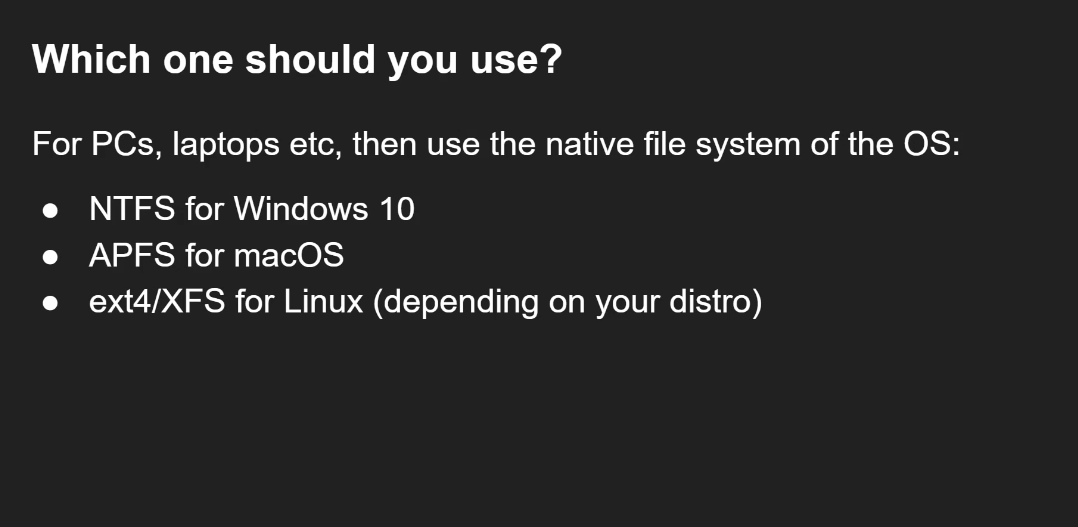 Which one should you use?
For PCs, laptops etc, then use the native file system of the OS:
● NTFS for Windows 10
● APFS for macOS
● ext4/XFS for Linux (depending on your distro)